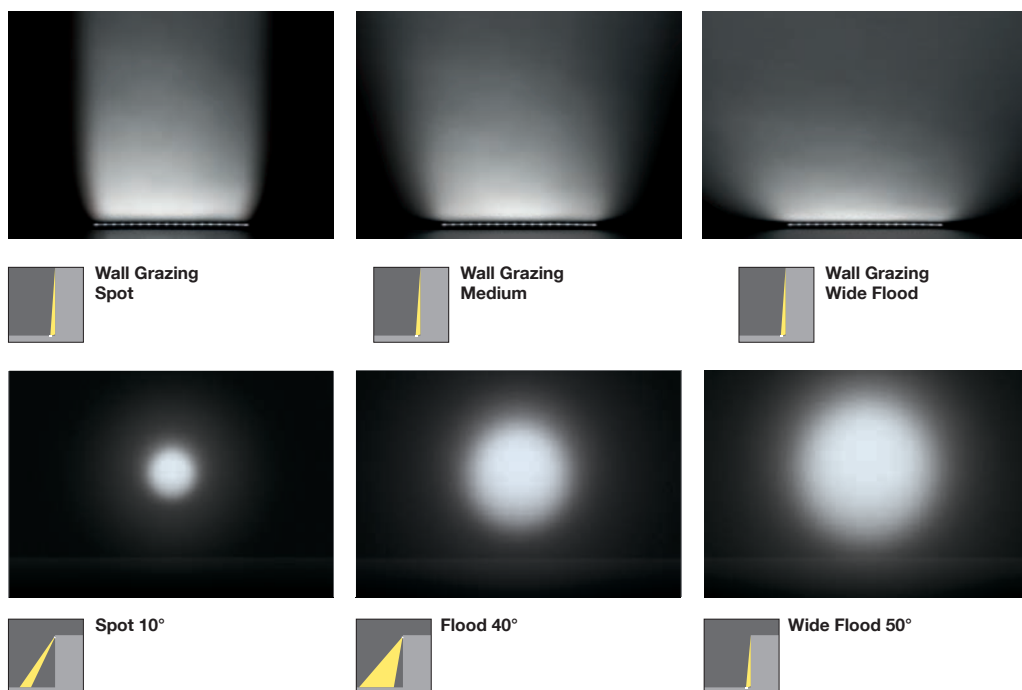 Wall Grazing
Spot
Wall Grazing
Medium
Wall Grazing
Wide Flood
Spot 10°
Flood 40°
Wide Flood 50°